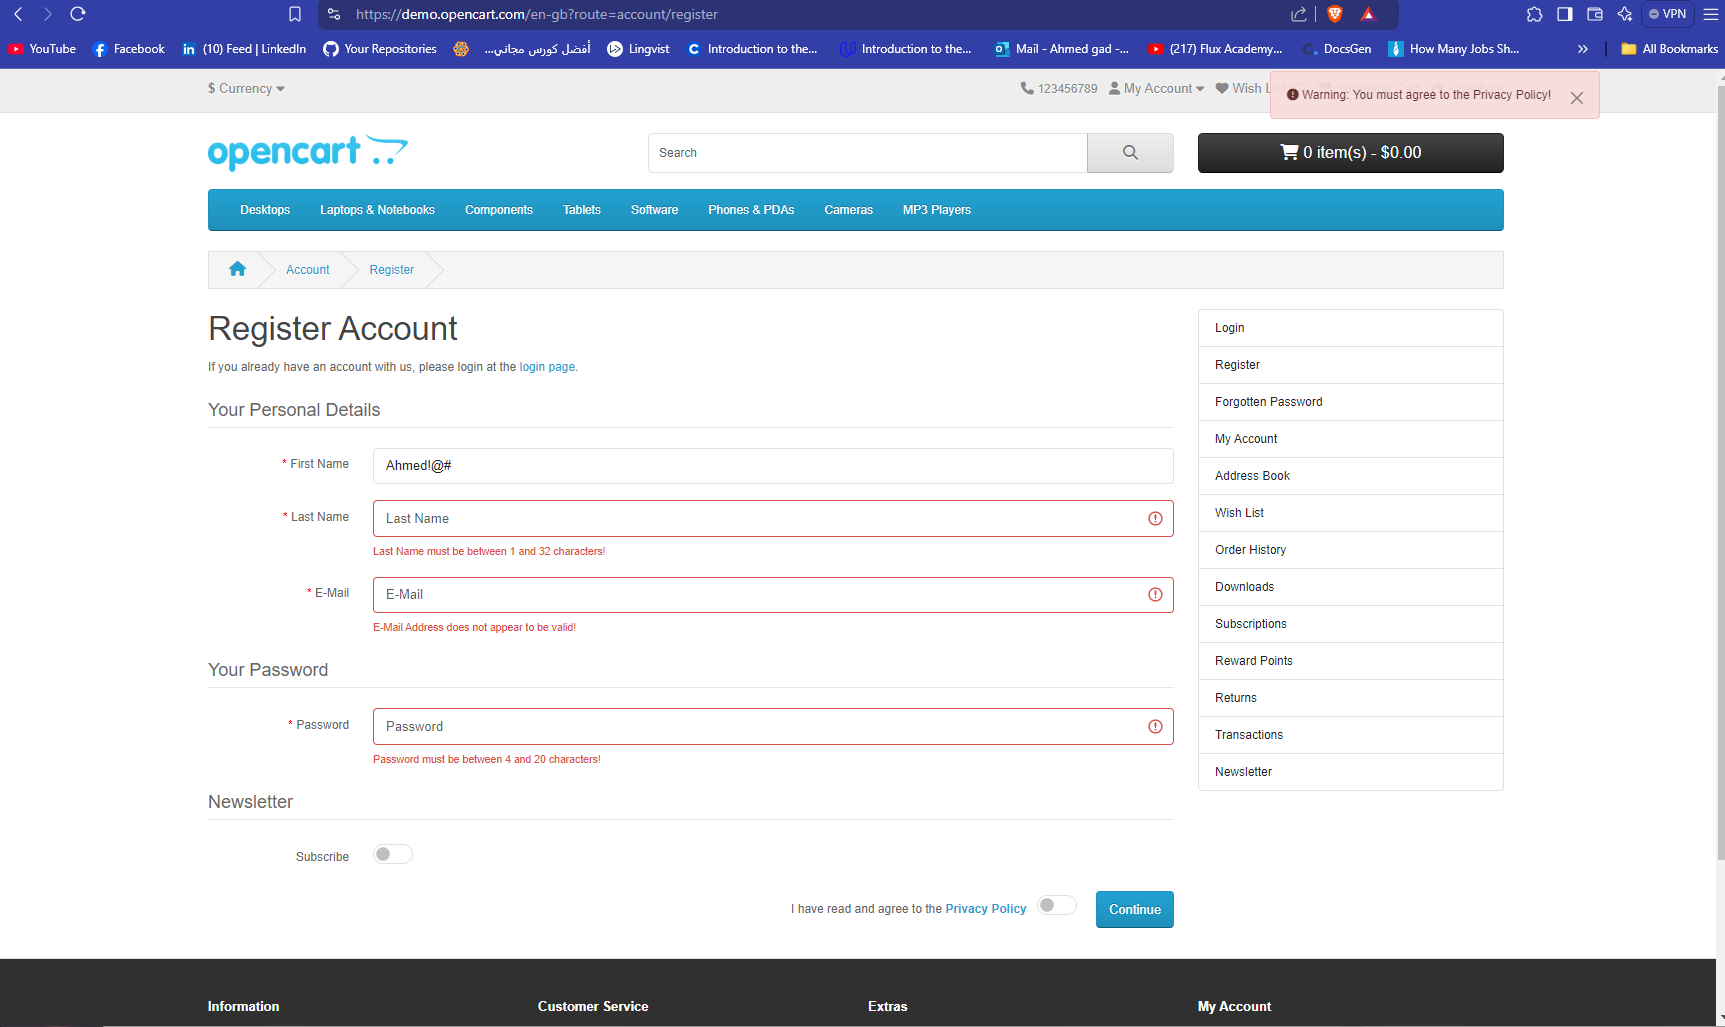 https://demo.opencart.com/en-gb?route=account/register
VPN
YouTube
Facebook
(10) Feed | LinkedIn
Your Repositories
أفضل كورس مجاني...
Lingvist
Introduction to the...
Introduction to the...
Mail - Ahmed gad -...
(217) Flux Academy...
DocsGen
How Many Jobs Sh...
All Bookmarks
$ Currency
123456789
My Account
Wish L
Warning: You must agree to the Privacy Policy!
opencart
Search
0 item(s) - $0.00
Desktops
Laptops & Notebooks
Components
Tablets
Software
Phones & PDAs
Cameras
MP3 Players
Account
Register
Register Account
If you already have an account with us, please login at the login page.
Your Personal Details
* First Name
Ahmed!@#
* Last Name
Last Name
Last Name must be between 1 and 32 characters!
* E-Mail
E-Mail
E-Mail Address does not appear to be valid!
Your Password
* Password
Password
Password must be between 4 and 20 characters!
Newsletter
Subscribe
I have read and agree to the Privacy Policy
Continue
Login
Register
Forgotten Password
My Account
Address Book
Wish List
Order History
Downloads
Subscriptions
Reward Points
Returns
Transactions
Newsletter
Information
Customer Service
Extras
My Account